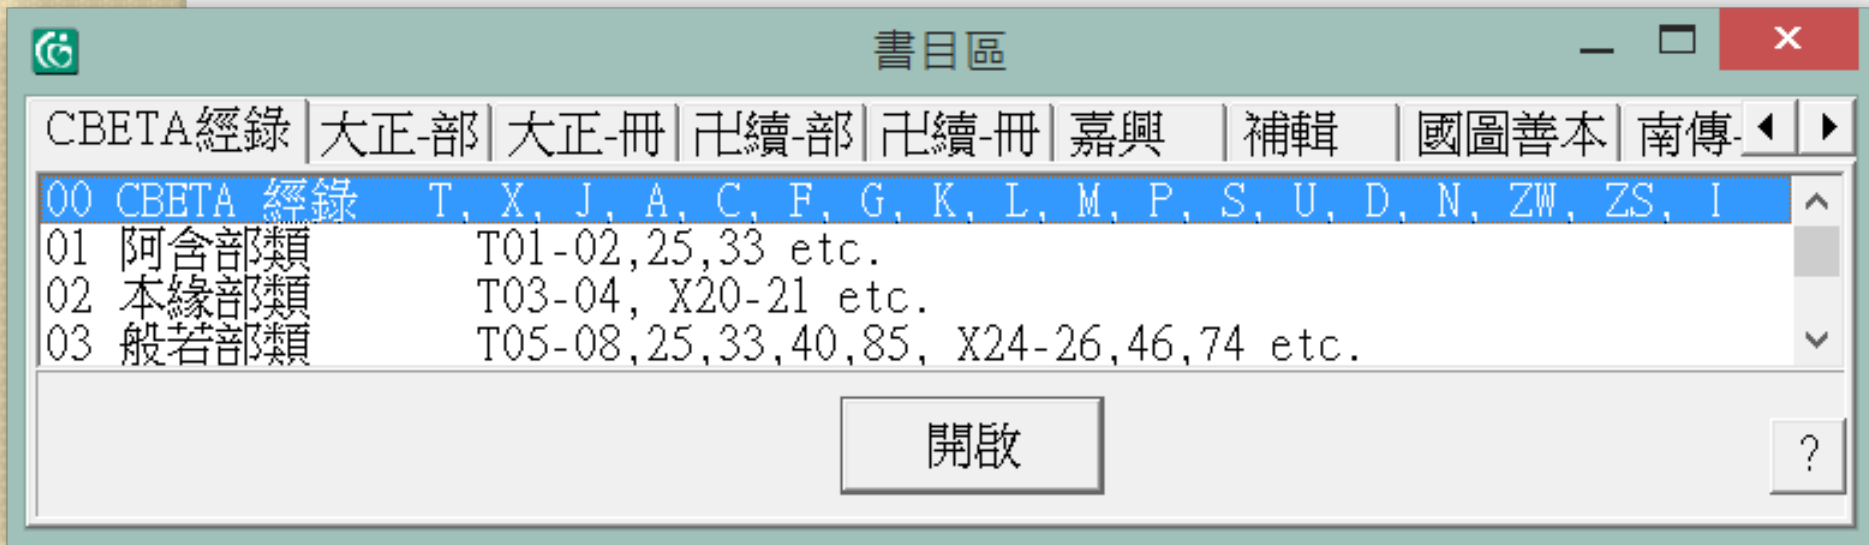 書目區
CBETA經錄 大正-部 大正-冊 卍續-部 卍續-冊 嘉興 補輯 國圖善本 南傳-
00 CBETA 經錄 T, X, J, A, C, F, G, K, L, M, P, S, U, D, N, ZW, ZS, I
01 阿含部類 T01-02,25,33 etc.
02 本緣部類 T03-04, X20-21 etc.
03 般若部類 T05-08,25,33,40,85, X24-26,46,74 etc.
開啟
?